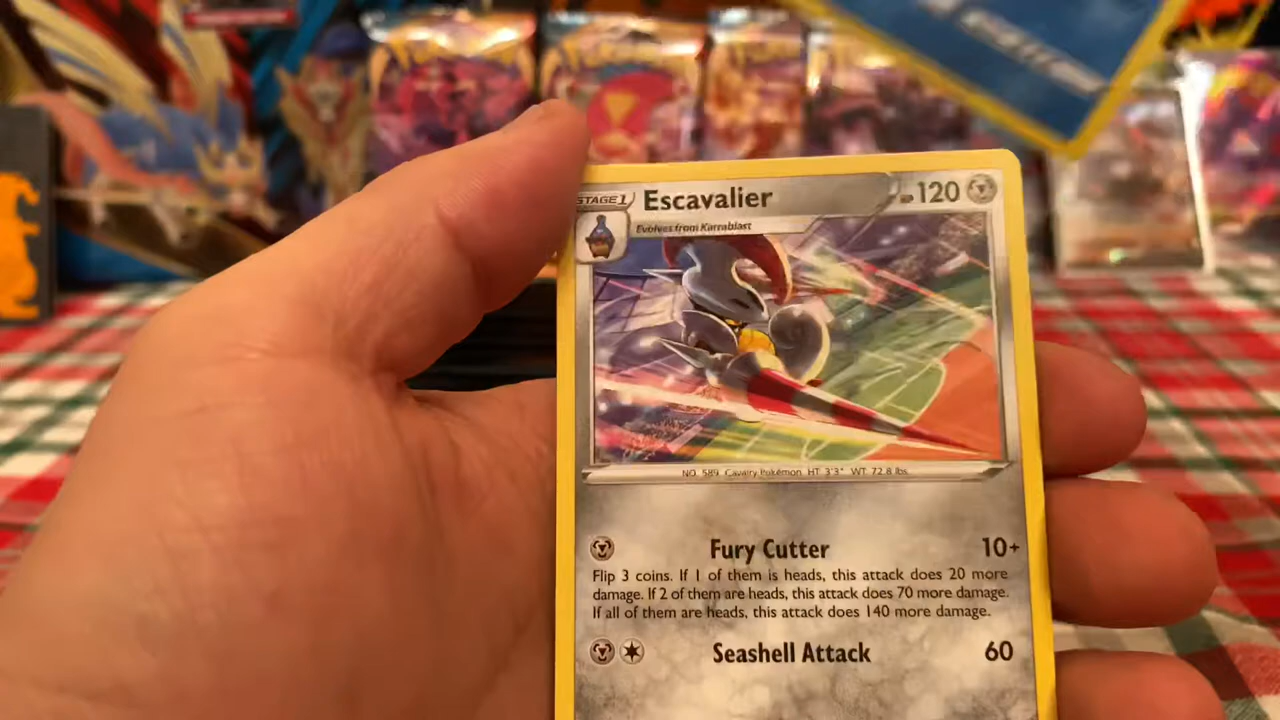 STAGE 1 Escavalier HP 120
Evolves from Karrablast
NO. 589 Cavalry Pokémon HT: 3'3" WT: 72.8 lbs.
Fury Cutter 10+
Flip 3 coins. If 1 of them is heads, this attack does 20 more
damage. If 2 of them are heads, this attack does 70 more damage.
If all of them are heads, this attack does 140 more damage.
Seashell Attack 60